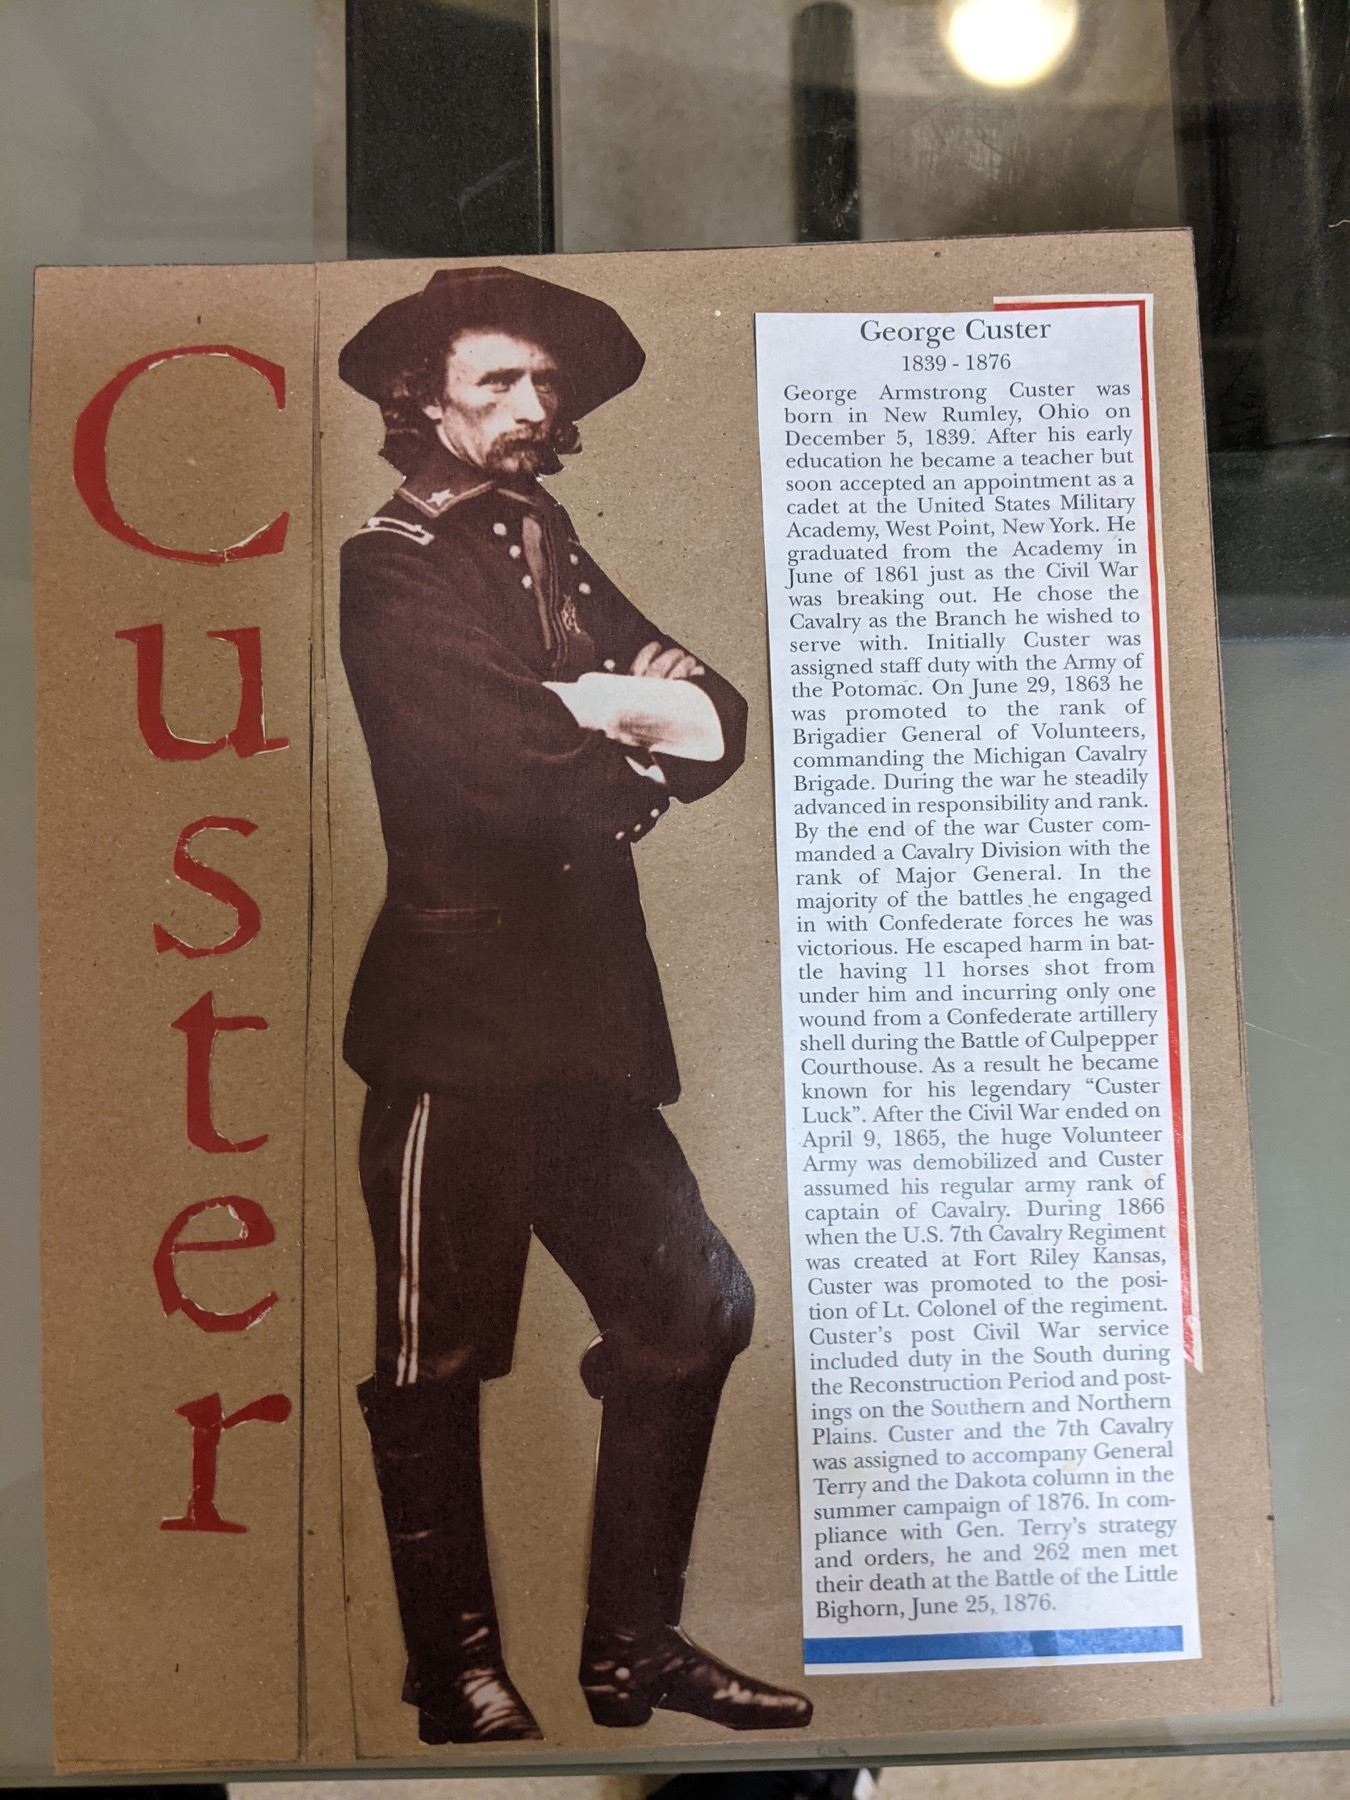 Custer
George Custer
1839 - 1876
George Armstrong Custer was
born in New Rumley, Ohio on
December 5, 1839. After his early
education he became a teacher but
soon accepted an appointment as a
cadet at the United States Military
Academy, West Point, New York. He
graduated from the Academy in
June of 1861 just as the Civil War
was breaking out. He chose the
Cavalry as the Branch he wished to
serve with. Initially Custer was
assigned staff duty with the Army of
the Potomac. On June 29, 1863 he
was promoted to the rank of
Brigadier General of Volunteers,
commanding the Michigan Cavalry
Brigade. During the war he steadily
advanced in responsibility and rank.
By the end of the war Custer com-
manded a Cavalry Division with the
rank of Major General. In the
majority of the battles he engaged
in with Confederate forces he was
victorious. He escaped harm in bat-
tle having 11 horses shot from
under him and incurring only one
wound from a Confederate artillery
shell during the Battle of Culpepper
Courthouse. As a result he became
known for his legendary “Custer
Luck”. After the Civil War ended on
April 9, 1865, the huge Volunteer
Army was demobilized and Custer
assumed his regular army rank of
captain of Cavalry. During 1866
when the U.S. 7th Cavalry Regiment
was created at Fort Riley Kansas,
Custer was promoted to the posi-
tion of Lt. Colonel of the regiment.
Custer’s post Civil War service
included duty in the South during
the Reconstruction Period and post-
ings on the Southern and Northern
Plains. Custer and the 7th Cavalry
was assigned to accompany General
Terry and the Dakota column in the
summer campaign of 1876. In com-
pliance with Gen. Terry’s strategy
and orders, he and 262 men met
their death at the Battle of the Little
Bighorn, June 25, 1876.